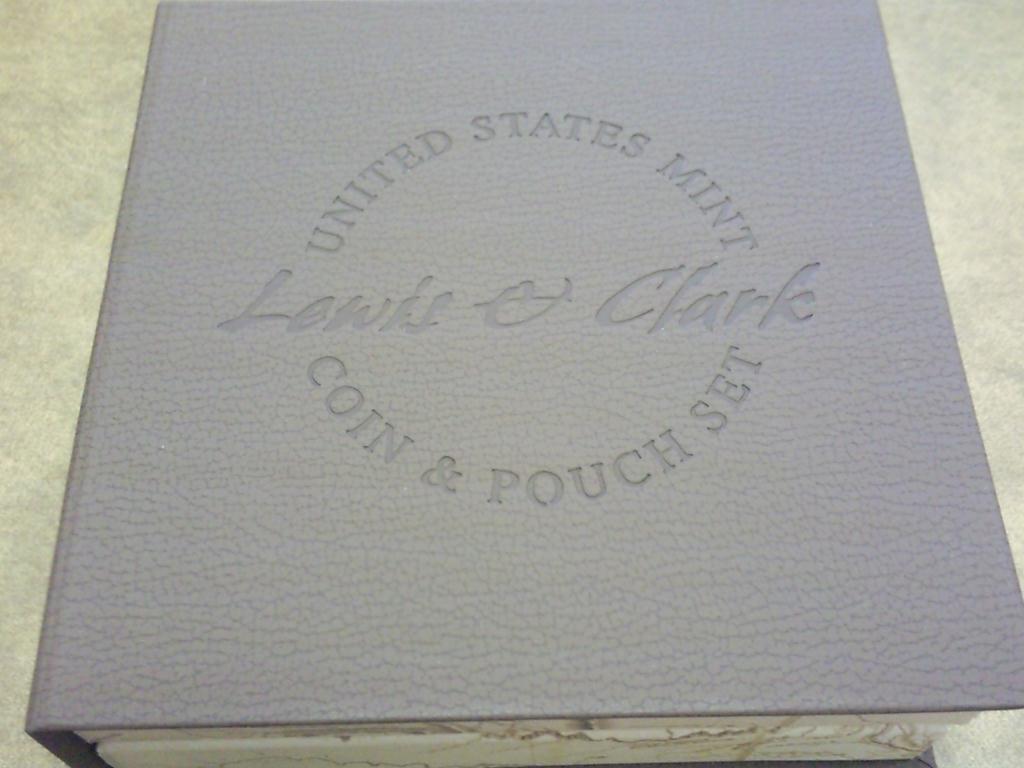 UNITED STATES MINT
Lewis & Clark
COIN & POUCH SET